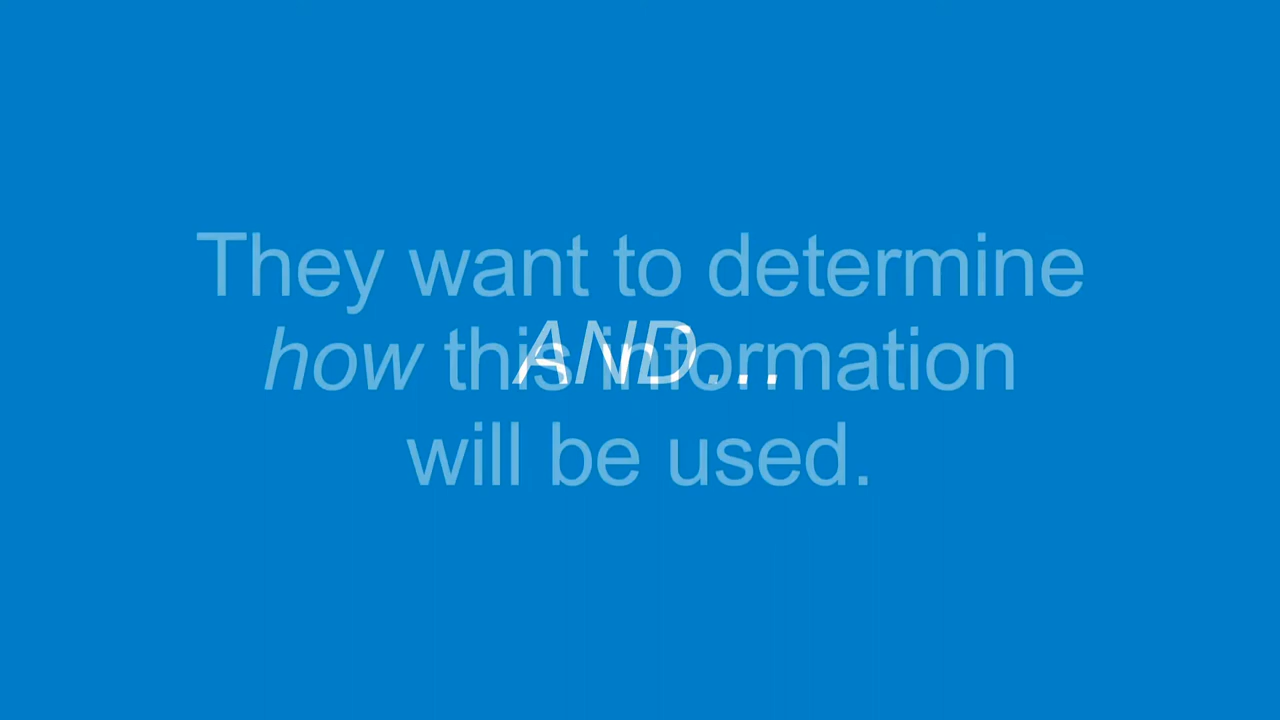 They want to determine
how this information
AND...
will be used.